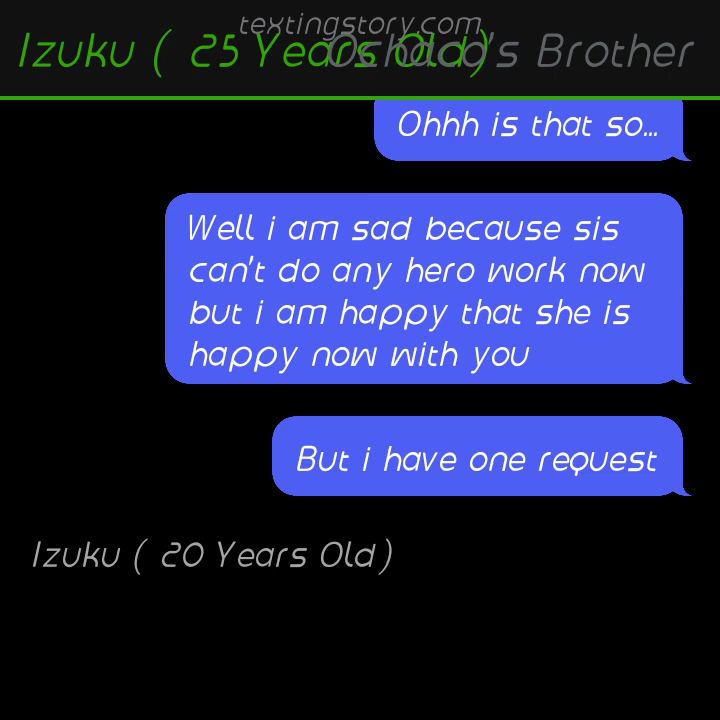 textingstory.com
Izuku ( 25 Years Old)
's Brother
Ohhh is that so...
Well i am sad because sis
can't do any hero work now
but i am happy that she is
happy now with you
But i have one request
Izuku ( 20 Years Old)